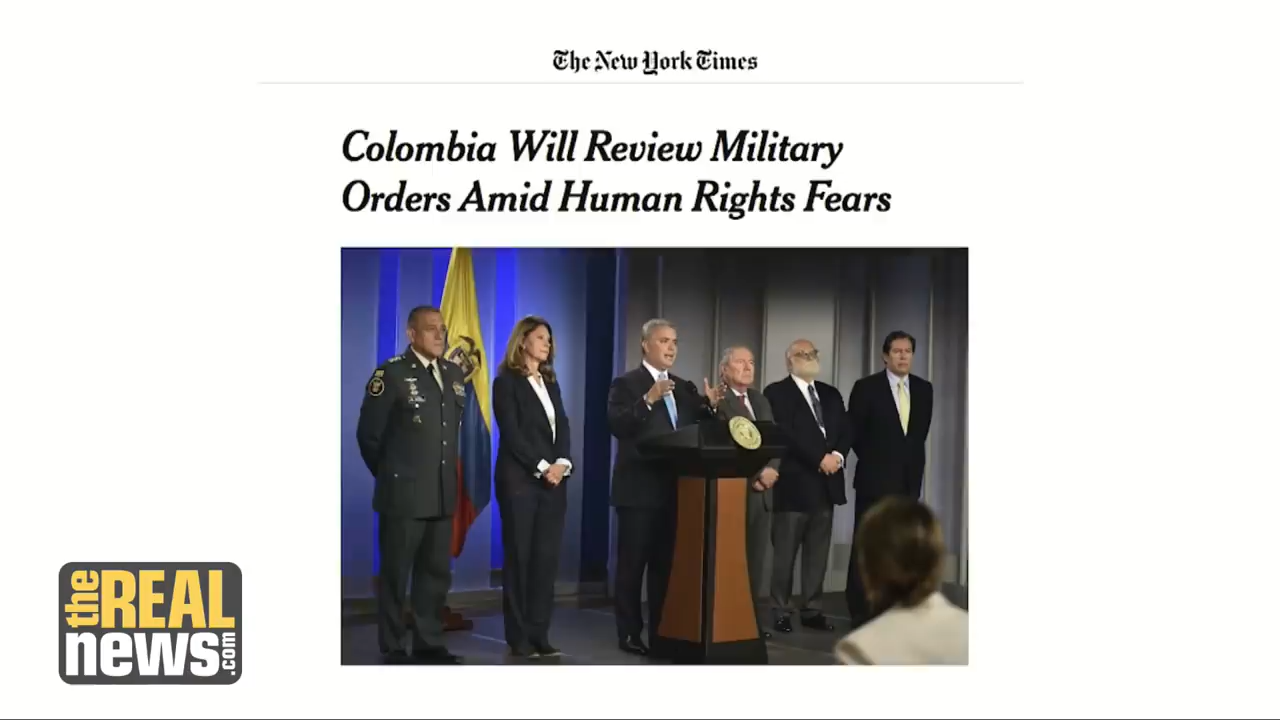 The New York Times
Colombia Will Review Military
Orders Amid Human Rights Fears
the REAL
news.com